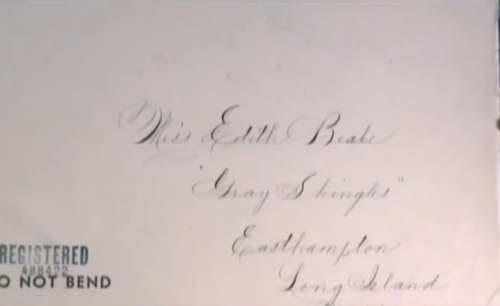 Miss Edith Beale
"Gray Shingles"
Easthampton
Long Island
REGISTERED
488422
O NOT BEND